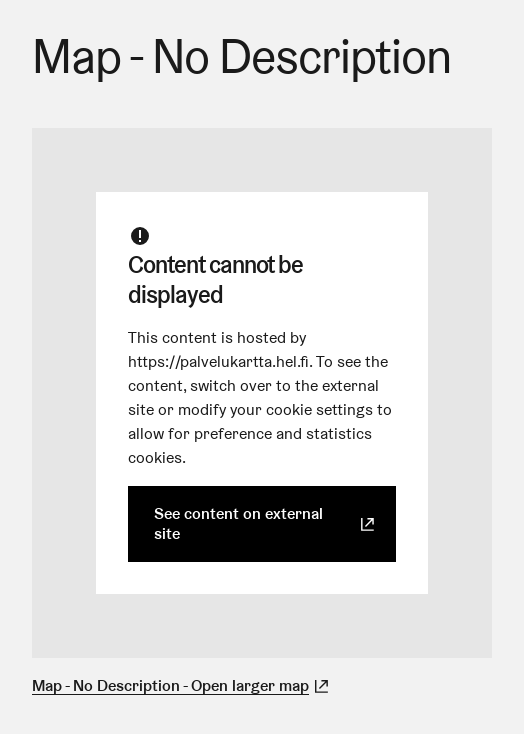 Map - No Description
Content cannot be
displayed
This content is hosted by
https://palvelukartta.hel.fi. To see the
content, switch over to the external
site or modify your cookie settings to
allow for preference and statistics
cookies.
See content on external
site
Map - No Description - Open larger map